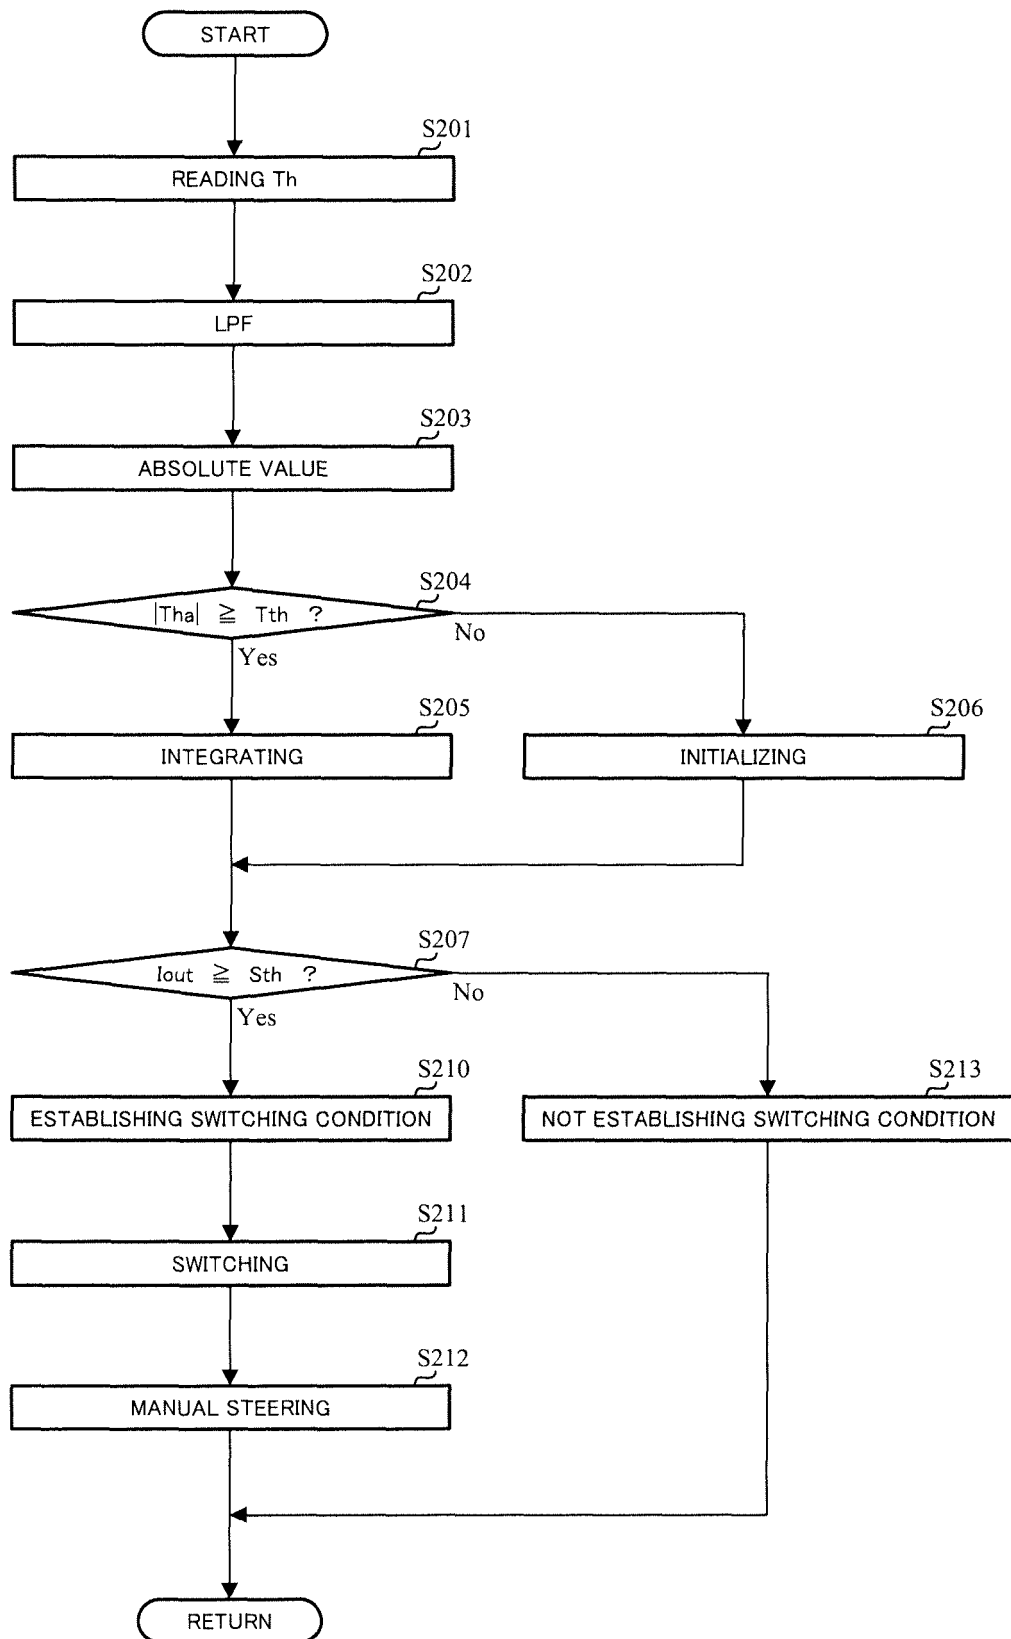 START
S201
READING Th
S202
LPF
S203
ABSOLUTE VALUE
S204
|Tha| ≧ Tth ?
No
Yes
S205
INTEGRATING
S206
INITIALIZING
S207
Iout ≧ Sth ?
No
Yes
S210
ESTABLISHING SWITCHING CONDITION
S213
NOT ESTABLISHING SWITCHING CONDITION
S211
SWITCHING
S212
MANUAL STEERING
RETURN